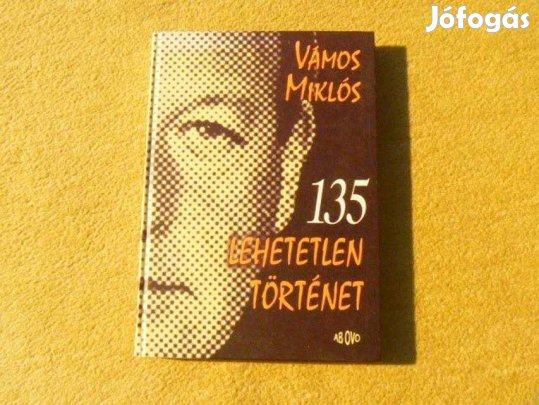 Jófogás
VÁMOS
MIKLÓS
135
LEHETETLEN
TÖRTÉNET
AB OVO